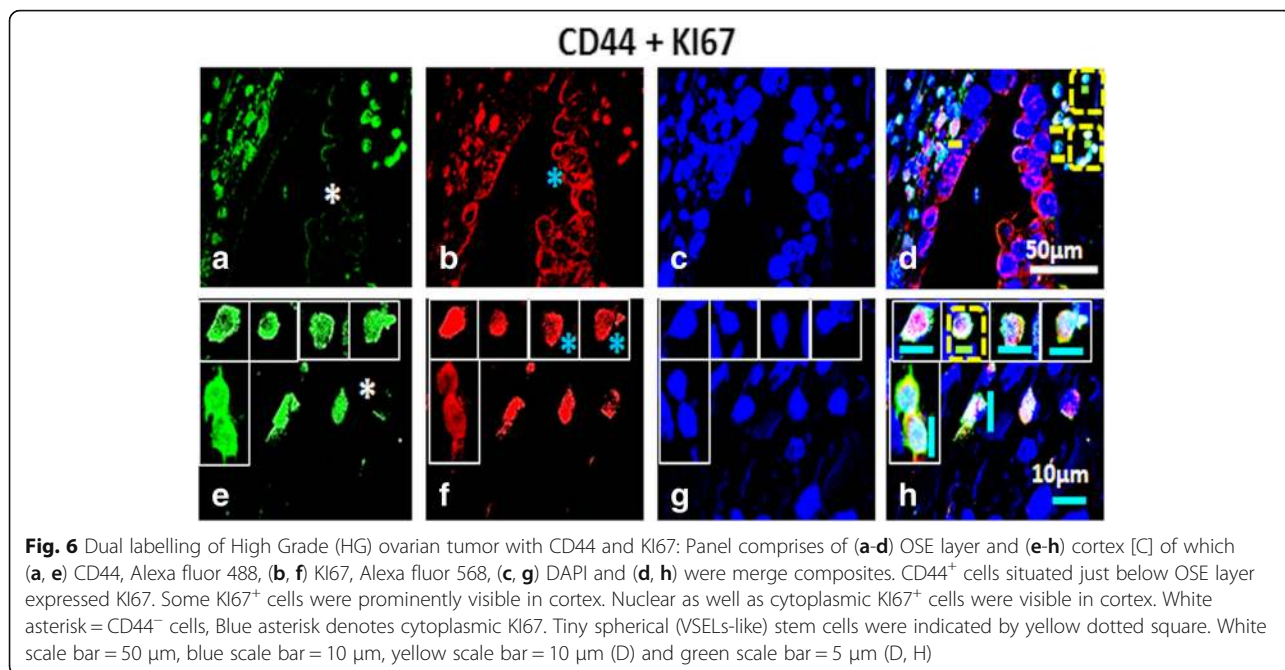 CD44 + KI67
a
b
c
d
50µm
e
f
g
h
10µm
Fig. 6 Dual labelling of High Grade (HG) ovarian tumor with CD44 and KI67: Panel comprises of (a-d) OSE layer and (e-h) cortex [C] of which
(a, e) CD44, Alexa fluor 488, (b, f) KI67, Alexa fluor 568, (c, g) DAPI and (d, h) were merge composites. CD44⁺ cells situated just below OSE layer
expressed KI67. Some KI67⁺ cells were prominently visible in cortex. Nuclear as well as cytoplasmic KI67⁺ cells were visible in cortex. White
asterisk = CD44⁻ cells, Blue asterisk denotes cytoplasmic KI67. Tiny spherical (VSELs-like) stem cells were indicated by yellow dotted square. White
scale bar = 50 μm, blue scale bar = 10 μm, yellow scale bar = 10 μm (D) and green scale bar = 5 μm (D, H)